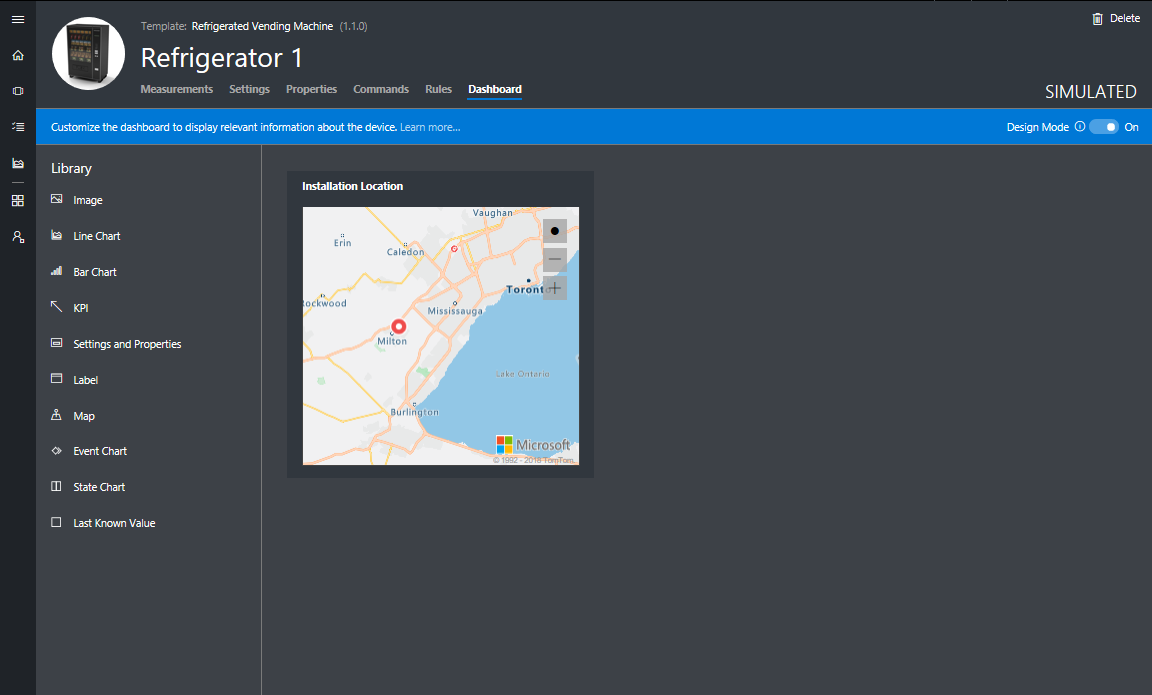 Template: Refrigerated Vending Machine (1.1.0)
Delete
Refrigerator 1
Measurements Settings Properties Commands Rules Dashboard
SIMULATED
Customize the dashboard to display relevant information about the device. Learn more...
Design Mode On
Library
Image
Line Chart
Bar Chart
KPI
Settings and Properties
Label
Map
Event Chart
State Chart
Last Known Value
Installation Location
Vaughan
Erin
Caledon
Toront
Rockwood
Mississauga
Milton
Lake Ontario
Burlington
Microsoft
© 1992 - 2018 TomTom